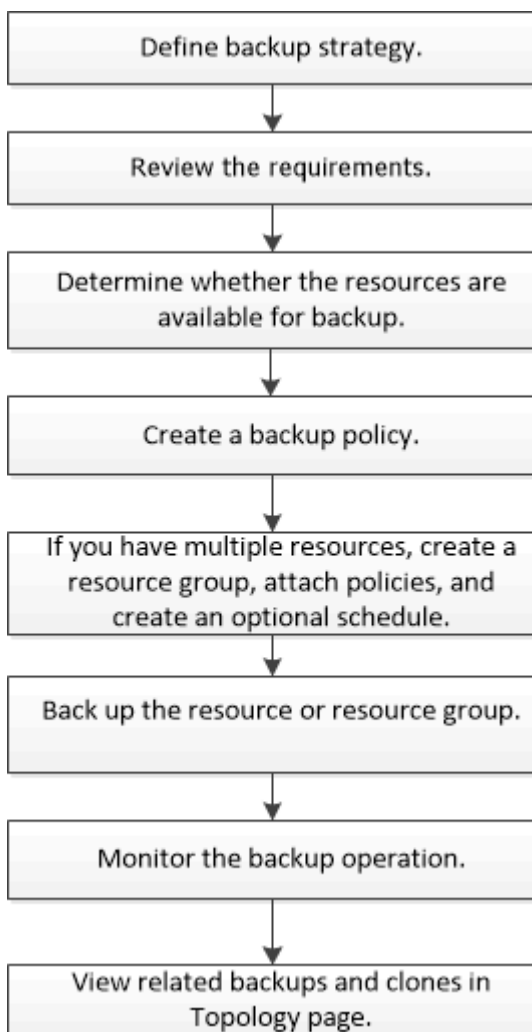 Define backup strategy.
Review the requirements.
Determine whether the resources are
available for backup.
Create a backup policy.
If you have multiple resources, create a
resource group, attach policies, and
create an optional schedule.
Back up the resource or resource group.
Monitor the backup operation.
View related backups and clones in
Topology page.